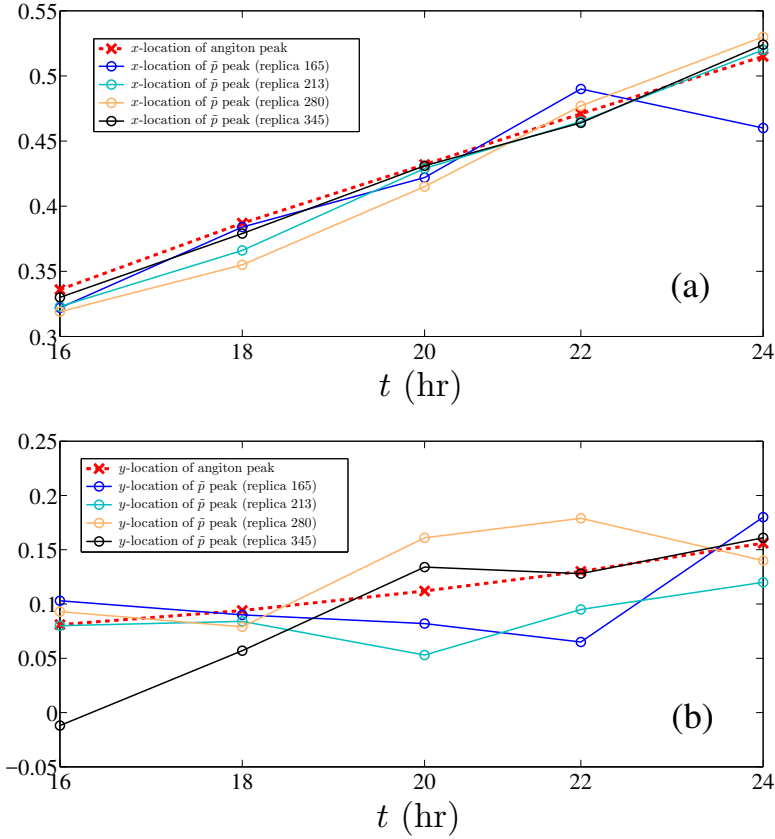 0.55
x-location of angiton peak
x-location of p̃ peak (replica 165)
x-location of p̃ peak (replica 213)
x-location of p̃ peak (replica 280)
x-location of p̃ peak (replica 345)
0.5
0.45
0.4
0.35
0.3
(a)
16 18 20 22 24
t (hr)
0.25
y-location of angiton peak
y-location of p̃ peak (replica 165)
y-location of p̃ peak (replica 213)
y-location of p̃ peak (replica 280)
y-location of p̃ peak (replica 345)
0.2
0.15
0.1
0.05
0
(b)
−0.05
16 18 20 22 24
t (hr)